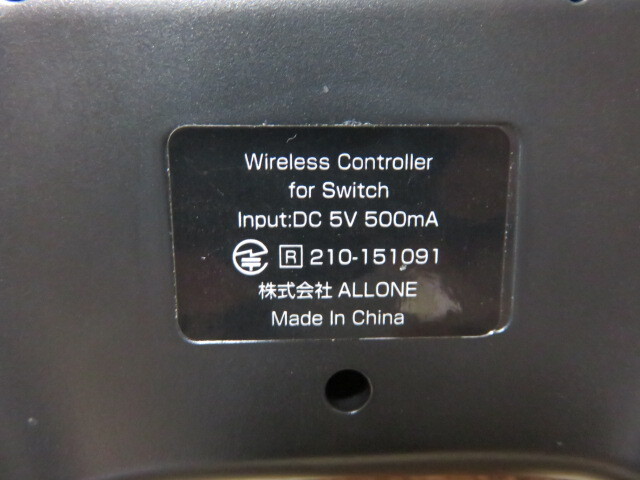 Wireless Controller
for Switch
Input:DC 5V 500mA
R 210-151091
株式会社 ALLONE
Made In China